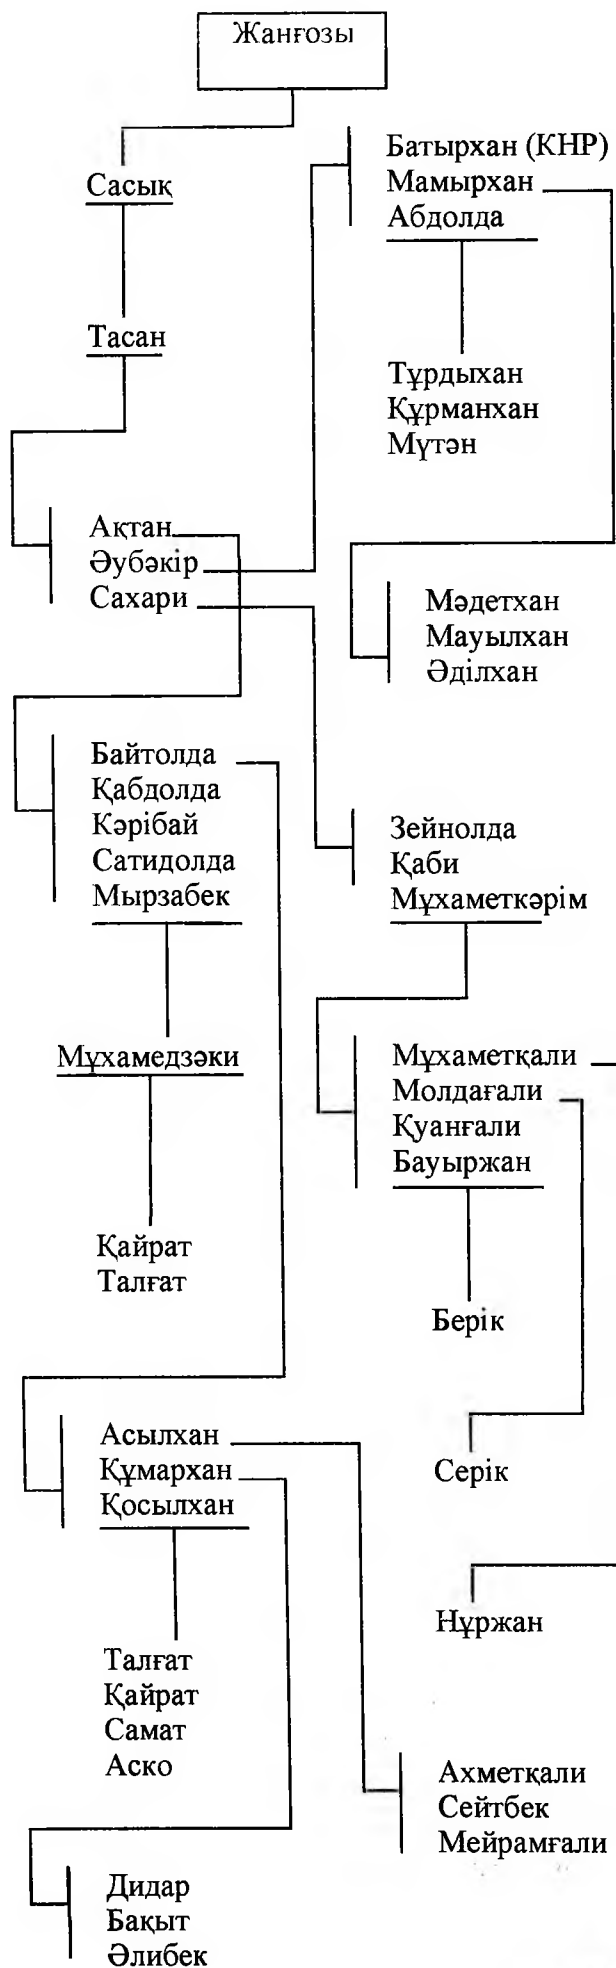 Жанғозы
Сасық
Тасан
Ақтан
Әубәкір
Сахари
Батырхан (КНР)
Мамырхан
Абдолда
Тұрдыхан
Құрманхан
Мүтән
Мәдетхан
Мауылхан
Әділхан
Байтолда
Қабдолда
Кәрібай
Сатидолда
Мырзабек
Мұхамедзәки
Қайрат
Талғат
Зейнолда
Қаби
Мұхаметкәрім
Мұхаметқали
Молдағали
Қуанғали
Бауыржан
Берік
Серік
Нұржан
Асылхан
Құмархан
Қосылхан
Талғат
Қайрат
Самат
Аско
Ахметқали
Сейтбек
Мейрамғали
Дидар
Бақыт
Әлибек